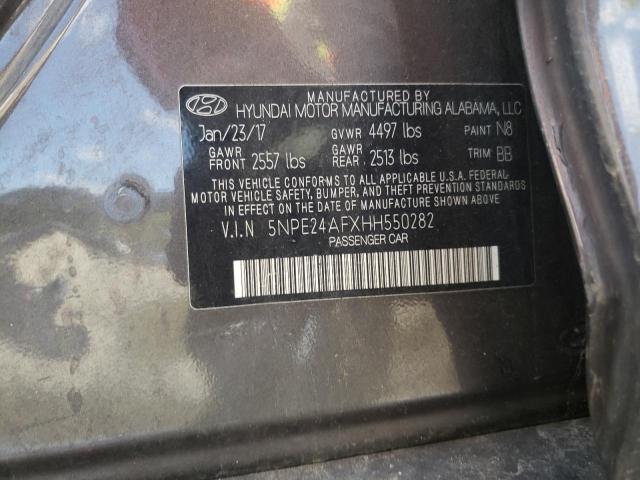 MANUFACTURED BY
HYUNDAI MOTOR MANUFACTURING ALABAMA, LLC
Jan/23/17 GVWR 4497 lbs PAINT N8
GAWR FRONT 2557 lbs GAWR REAR 2513 lbs TRIM BB
THIS VEHICLE CONFORMS TO ALL APPLICABLE U.S.A. FEDERAL
MOTOR VEHICLE SAFETY, BUMPER, AND THEFT PREVENTION
STANDARDS IN EFFECT ON THE DATE OF MANUFACTURE SHOWN ABOVE.
V.I.N 5NPE24AFXHH550282
PASSENGER CAR